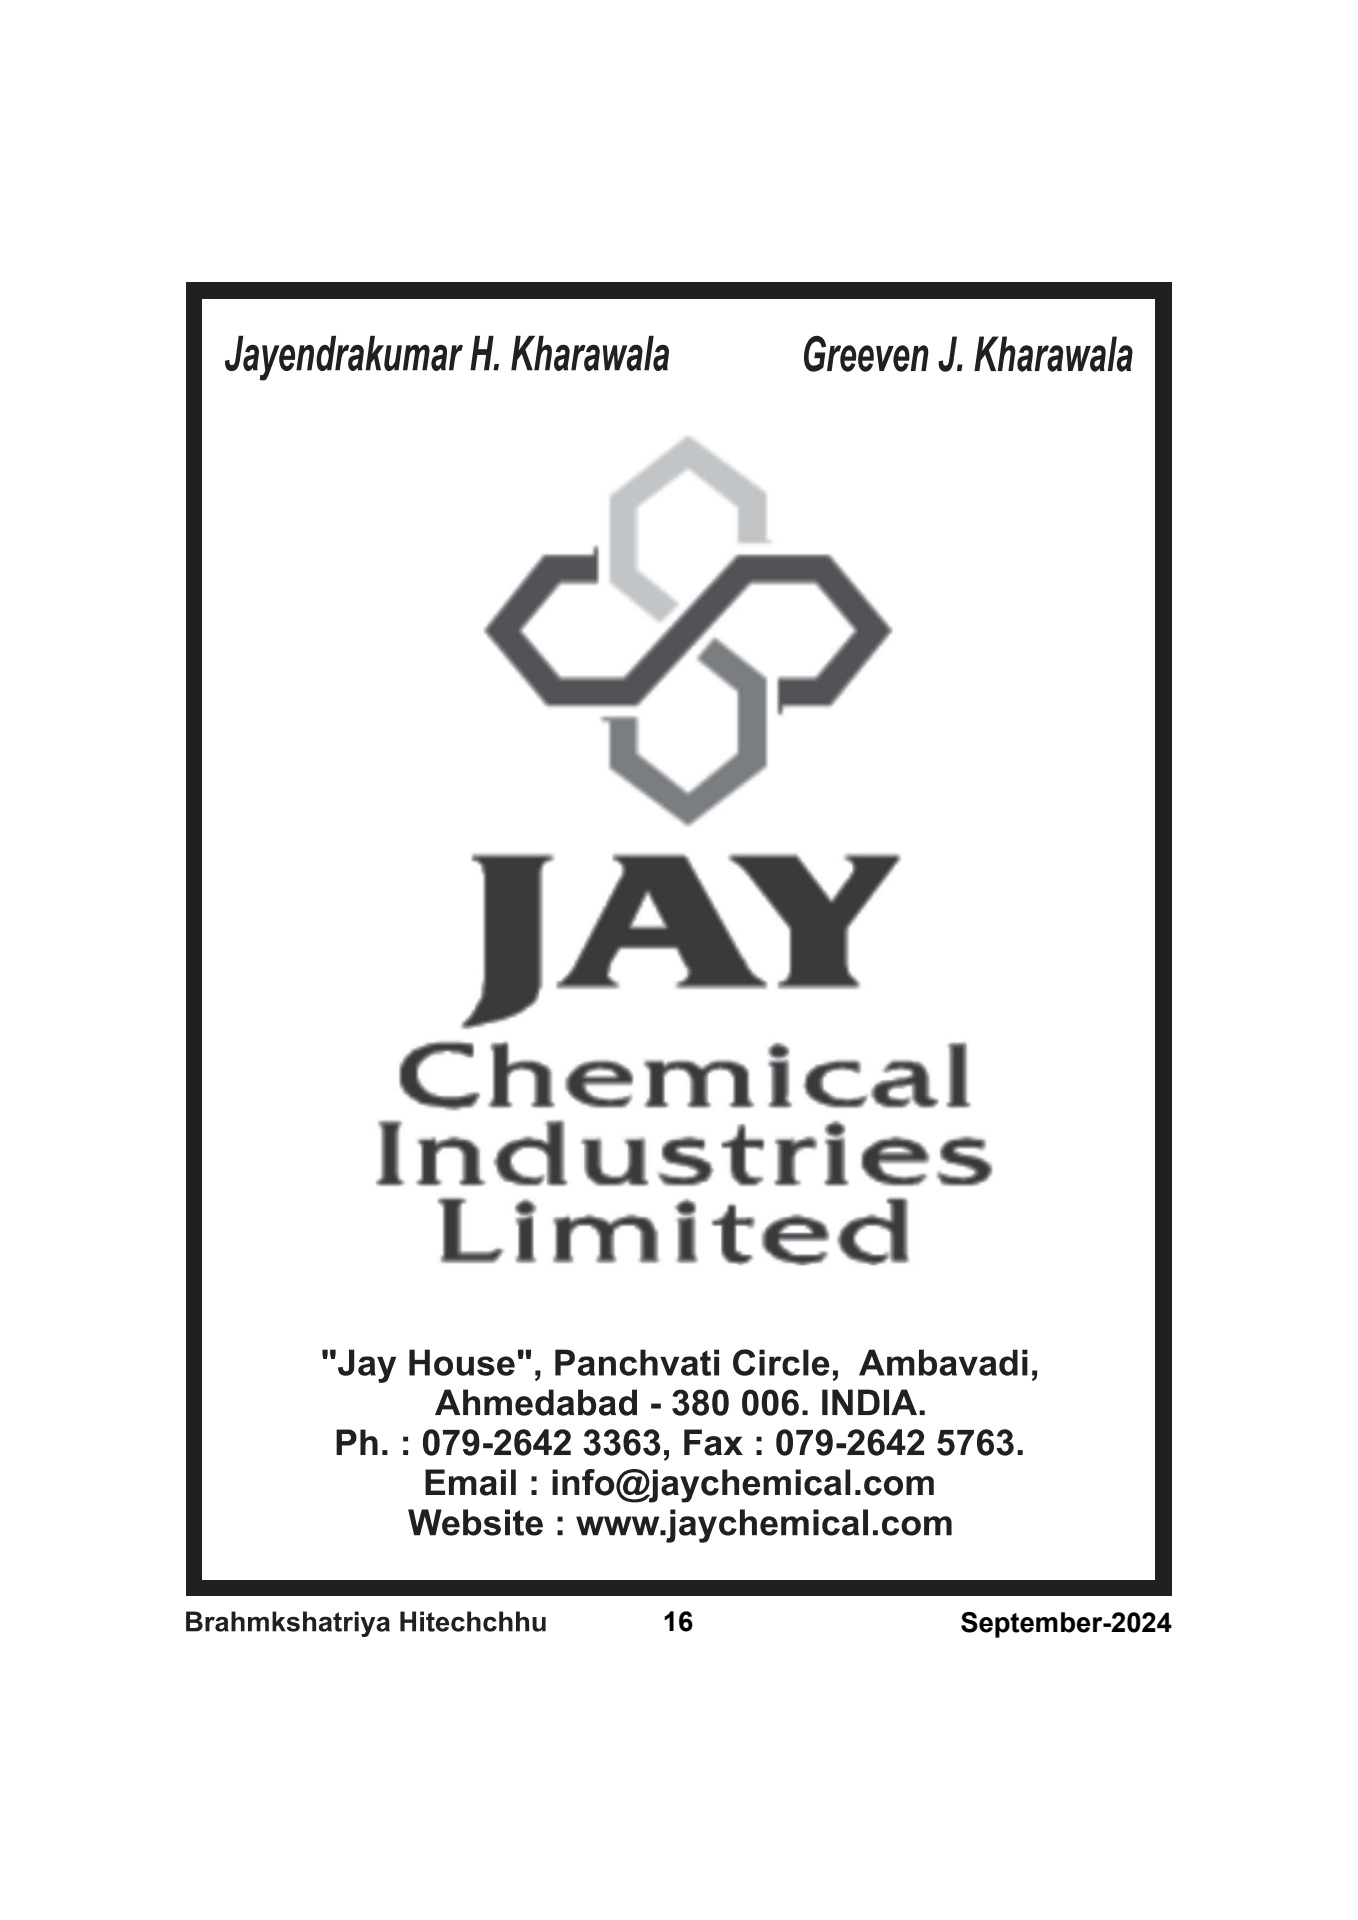 Jayendrakumar H. Kharawala Greeven J. Kharawala
JAY
Chemical
Industries
Limited
"Jay House", Panchvati Circle, Ambavadi,
Ahmedabad - 380 006. INDIA.
Ph. : 079-2642 3363, Fax : 079-2642 5763.
Email : info@jaychemical.com
Website : www.jaychemical.com
Brahmkshatriya Hitechchhu 16 September-2024